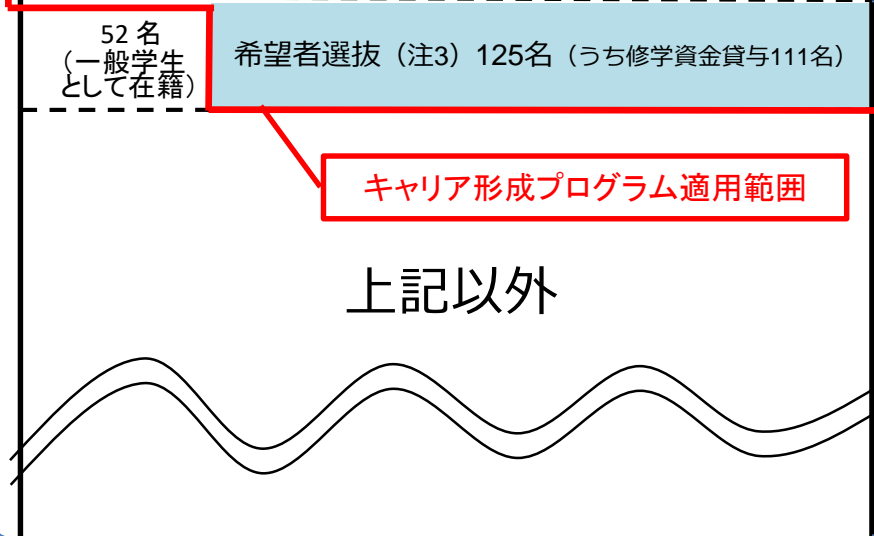 52 名
(一般学生
として在籍)
希望者選抜（注3）125名（うち修学資金貸与111名）
キャリア形成プログラム適用範囲
上記以外